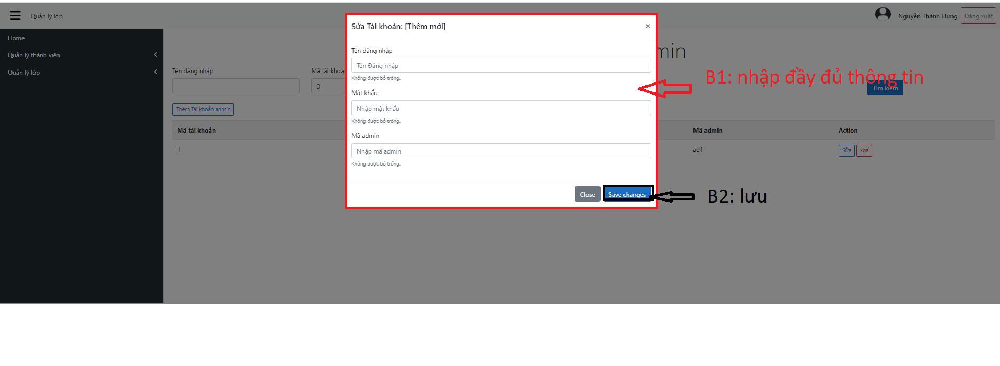 Quản lý lớp
Nguyễn Thành Hưng
Đăng xuất
Home
Quản lý thành viên
Quản lý lớp
min
Tên đăng nhập
Mã tài khoả
0
Tìm kiếm
Thêm Tài khoản admin
Mã tài khoản
Mã admin
Action
1
ad1
Sửa
xoá
Sửa Tài khoản: [Thêm mới]
×
Tên đăng nhập
Tên Đăng nhập
Không được bỏ trống.
Mật khẩu
Nhập mật khẩu
Không được bỏ trống.
Mã admin
Nhập mã admin
Không được bỏ trống.
Close
Save changes
B1: nhập đầy đủ thông tin
B2: lưu